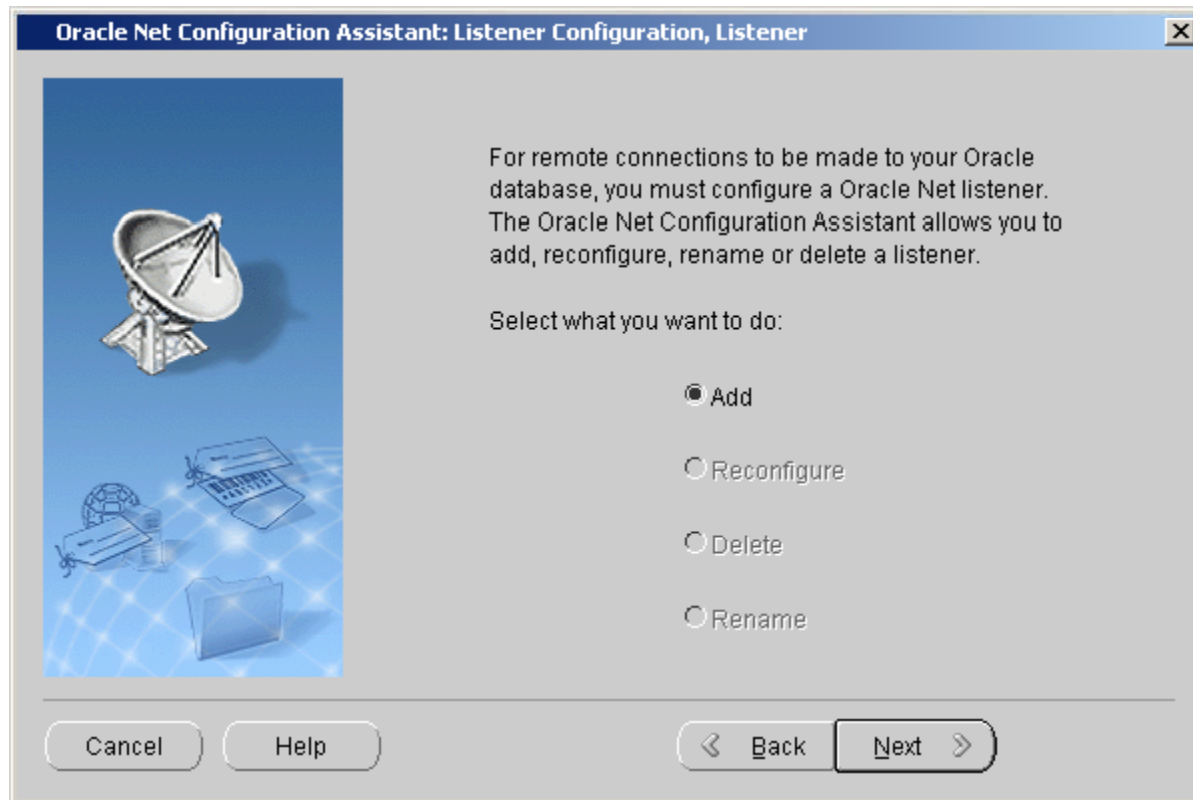 Oracle Net Configuration Assistant: Listener Configuration, Listener
For remote connections to be made to your Oracle
database, you must configure a Oracle Net listener.
The Oracle Net Configuration Assistant allows you to
add, reconfigure, rename or delete a listener.
Select what you want to do:
Add
Reconfigure
Delete
Rename
Cancel
Help
Back
Next